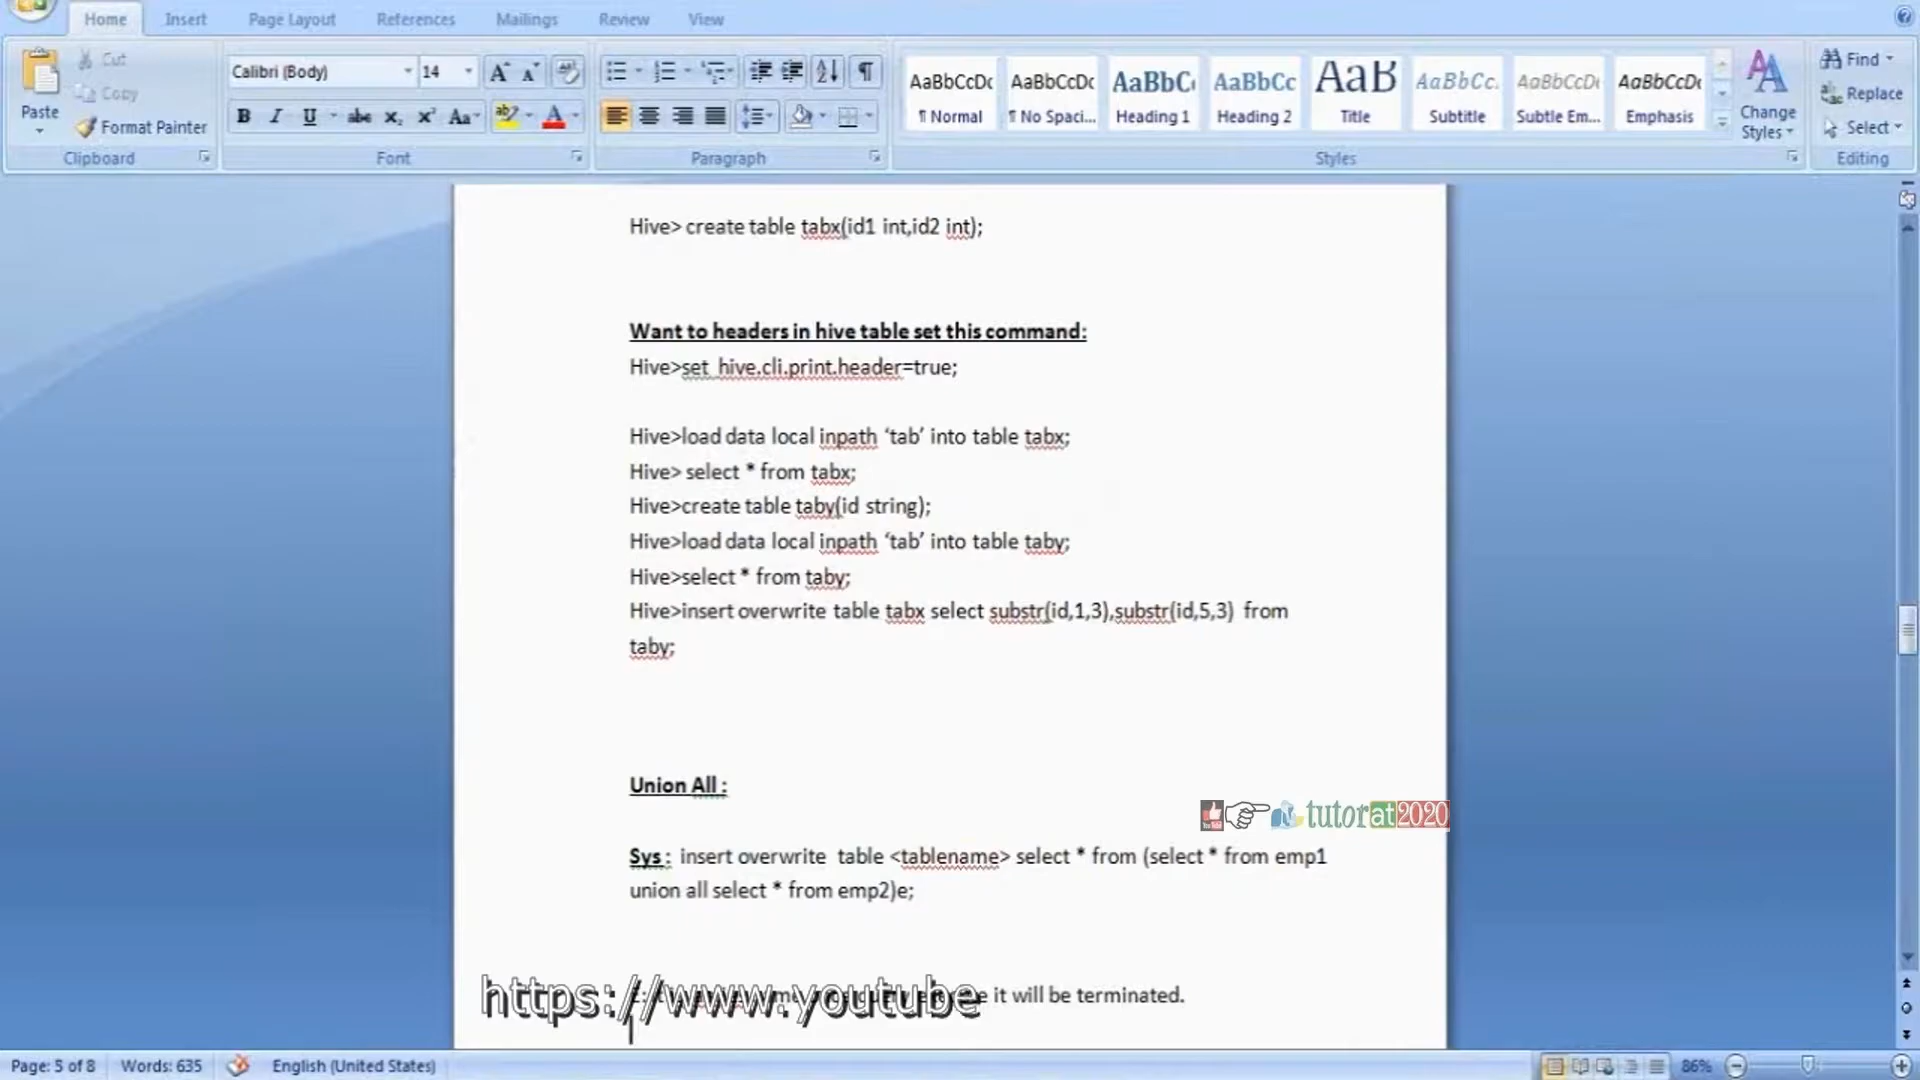 Home Insert Page Layout References Mailings Review View
Cut
Copy
Paste
Format Painter
Clipboard
Calibri (Body) 14
Font
Paragraph
AaBbCcDc AaBbCcDc AaBbC AaBbCc AaB AaBbCc. AaBbCcDt AaBbCcDt
¶ Normal ¶ No Spaci... Heading 1 Heading 2 Title Subtitle Subtle Em... Emphasis
Change
Styles
Styles
Find
Replace
Select
Editing
Hive> create table tabx(id1 int,id2 int);
Want to headers in hive table set this command:
Hive>set hive.cli.print.header=true;
Hive>load data local inpath ‘tab’ into table tabx;
Hive> select * from tabx;
Hive>create table taby(id string);
Hive>load data local inpath ‘tab’ into table taby;
Hive>select * from taby;
Hive>insert overwrite table tabx select substr(id,1,3),substr(id,5,3) from
taby;
Union All :
tutorat2020
Sys : insert overwrite table <tablename> select * from (select * from emp1
union all select * from emp2)e;
https://www.youtube
it will be terminated.
Page: 5 of 8 Words: 635 English (United States) 86%